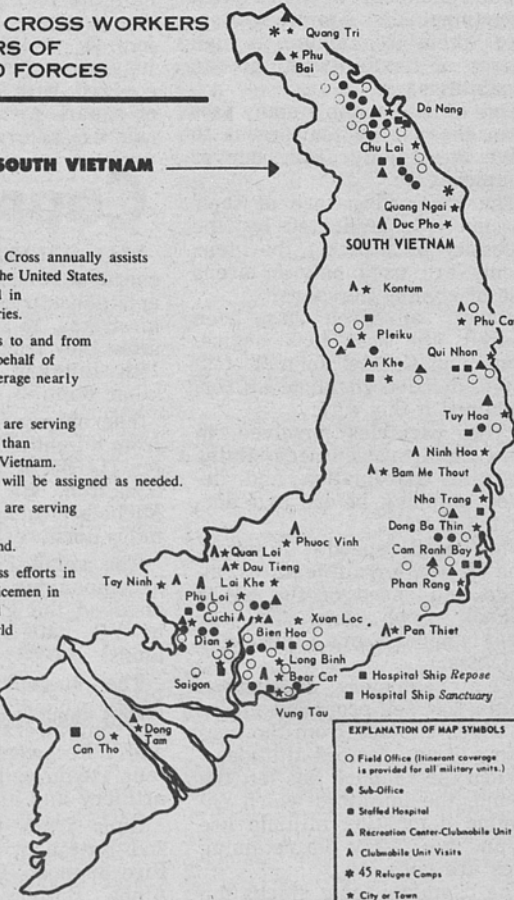 CROSS WORKERS
RS OF
D FORCES
SOUTH VIETNAM
Cross annually assists
he United States,
d in
ries.
s to and from
behalf of
erage nearly
are serving
than
Vietnam.
will be assigned as needed.
are serving
nd.
ss efforts in
icemen in
rld
Quang Tri
Phu
Bai
Da Nang
Chu Lai
Quang Ngai
Duc Pho
SOUTH VIETNAM
Kontum
Phu Cat
Pleiku
Qui Nhon
An Khe
Tuy Hoa
Ninh Hoa
Bam Me Thout
Nha Trang
Dong Ba Thin
Cam Ranh Bay
Phan Rang
Phuoc Vinh
Quan Loi
Dau Tieng
Tay Ninh
Lai Khe
Phu Loi
Cuchi
Xuan Loc
Dian
Bien Hoa
Pan Thiet
Long Binh
Saigon
Bear Cat
Hospital Ship Repose
Hospital Ship Sanctuary
Vung Tau
Dong
Tam
Can Tho
EXPLANATION OF MAP SYMBOLS
Field Office (Itinerant coverage
is provided for all military units.)
Sub-Office
Staffed Hospital
Recreation Center-Clubmobile Unit
Clubmobile Unit Visits
45 Refugee Camps
City or Town